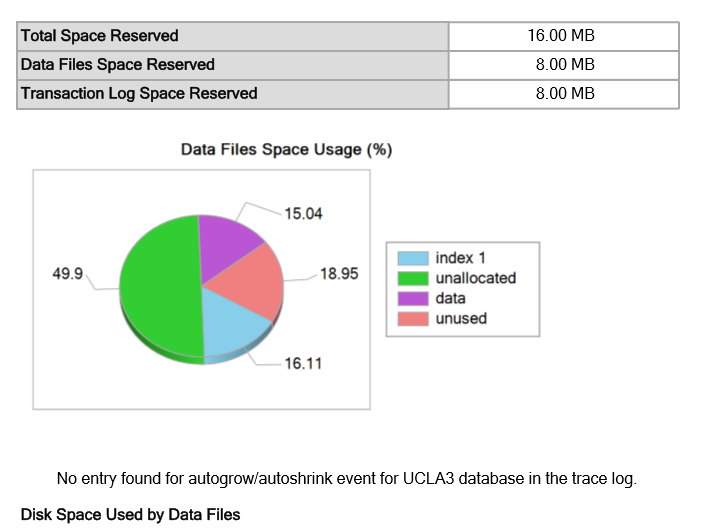 Total Space Reserved 16.00 MB
Data Files Space Reserved 8.00 MB
Transaction Log Space Reserved 8.00 MB
Data Files Space Usage (%)
15.04
49.9
18.95
16.11
index 1
unallocated
data
unused
No entry found for autogrow/autoshrink event for UCLA3 database in the trace log.
Disk Space Used by Data Files